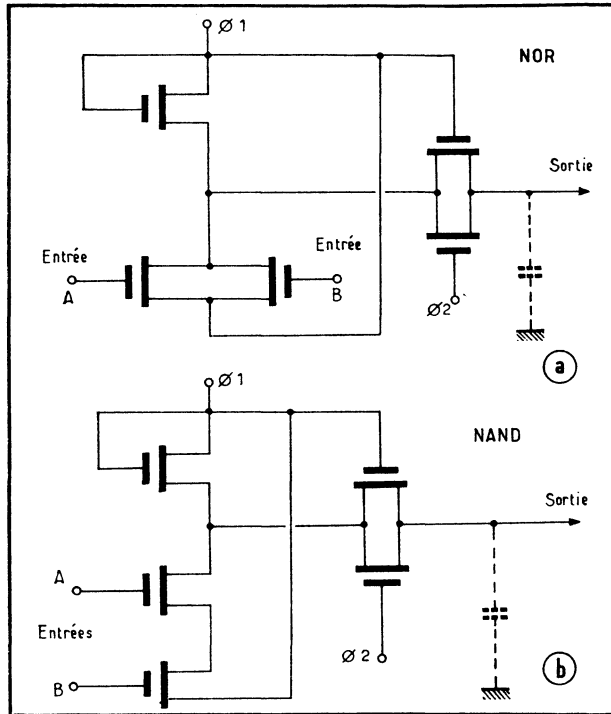 Ø 1
NOR
Sortie
Entrée
A
Entrée
B
Ø2
a
Ø 1
NAND
Sortie
A
Entrées
B
Ø 2
b